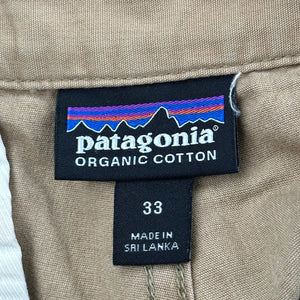 patagonia®
ORGANIC COTTON
33
MADE IN
SRI LANKA